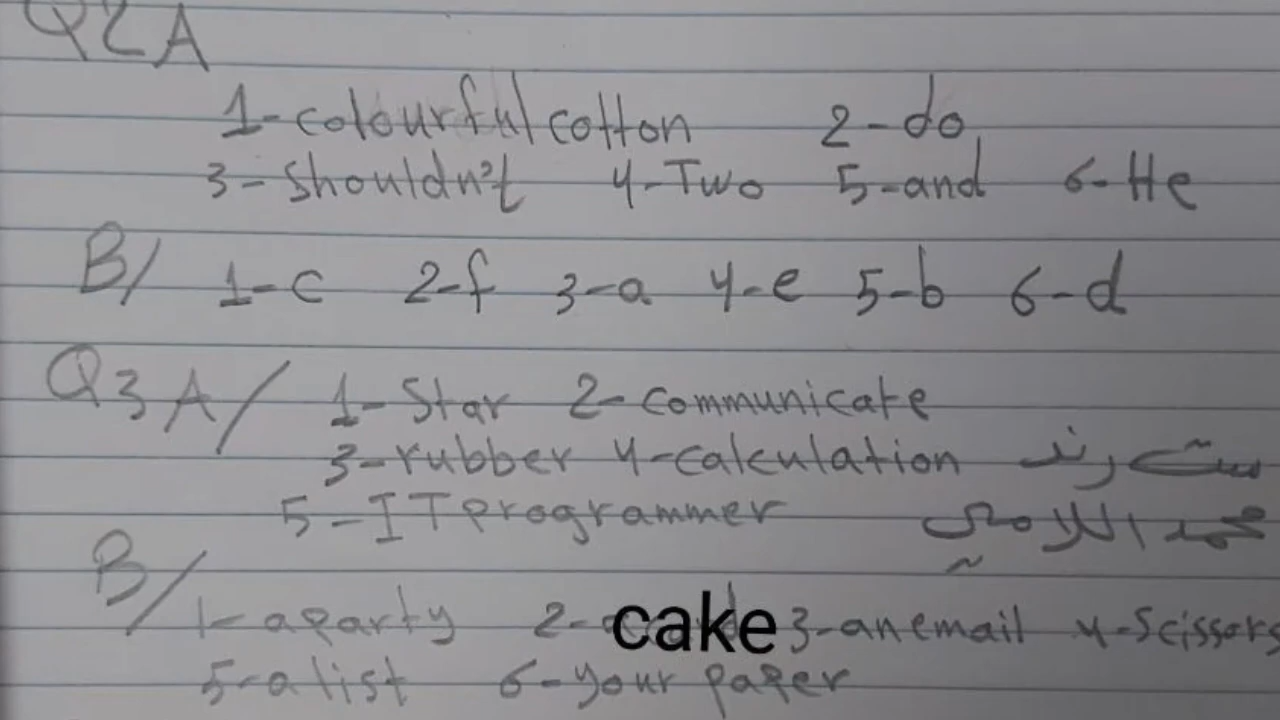 Q2A
1-colourful cotton 2-do
3-shouldn't 4-Two 5-and 6-He
B/ 1-c 2-f 3-a 4-e 5-b 6-d
Q3A/ 1-Star 2-communicate
3-rubber 4-calculation ست رند
5-IT programmer محمد اللامي
B/
1-a party 2- cake 3-an email 4-scissors
5-a list 6-your paper